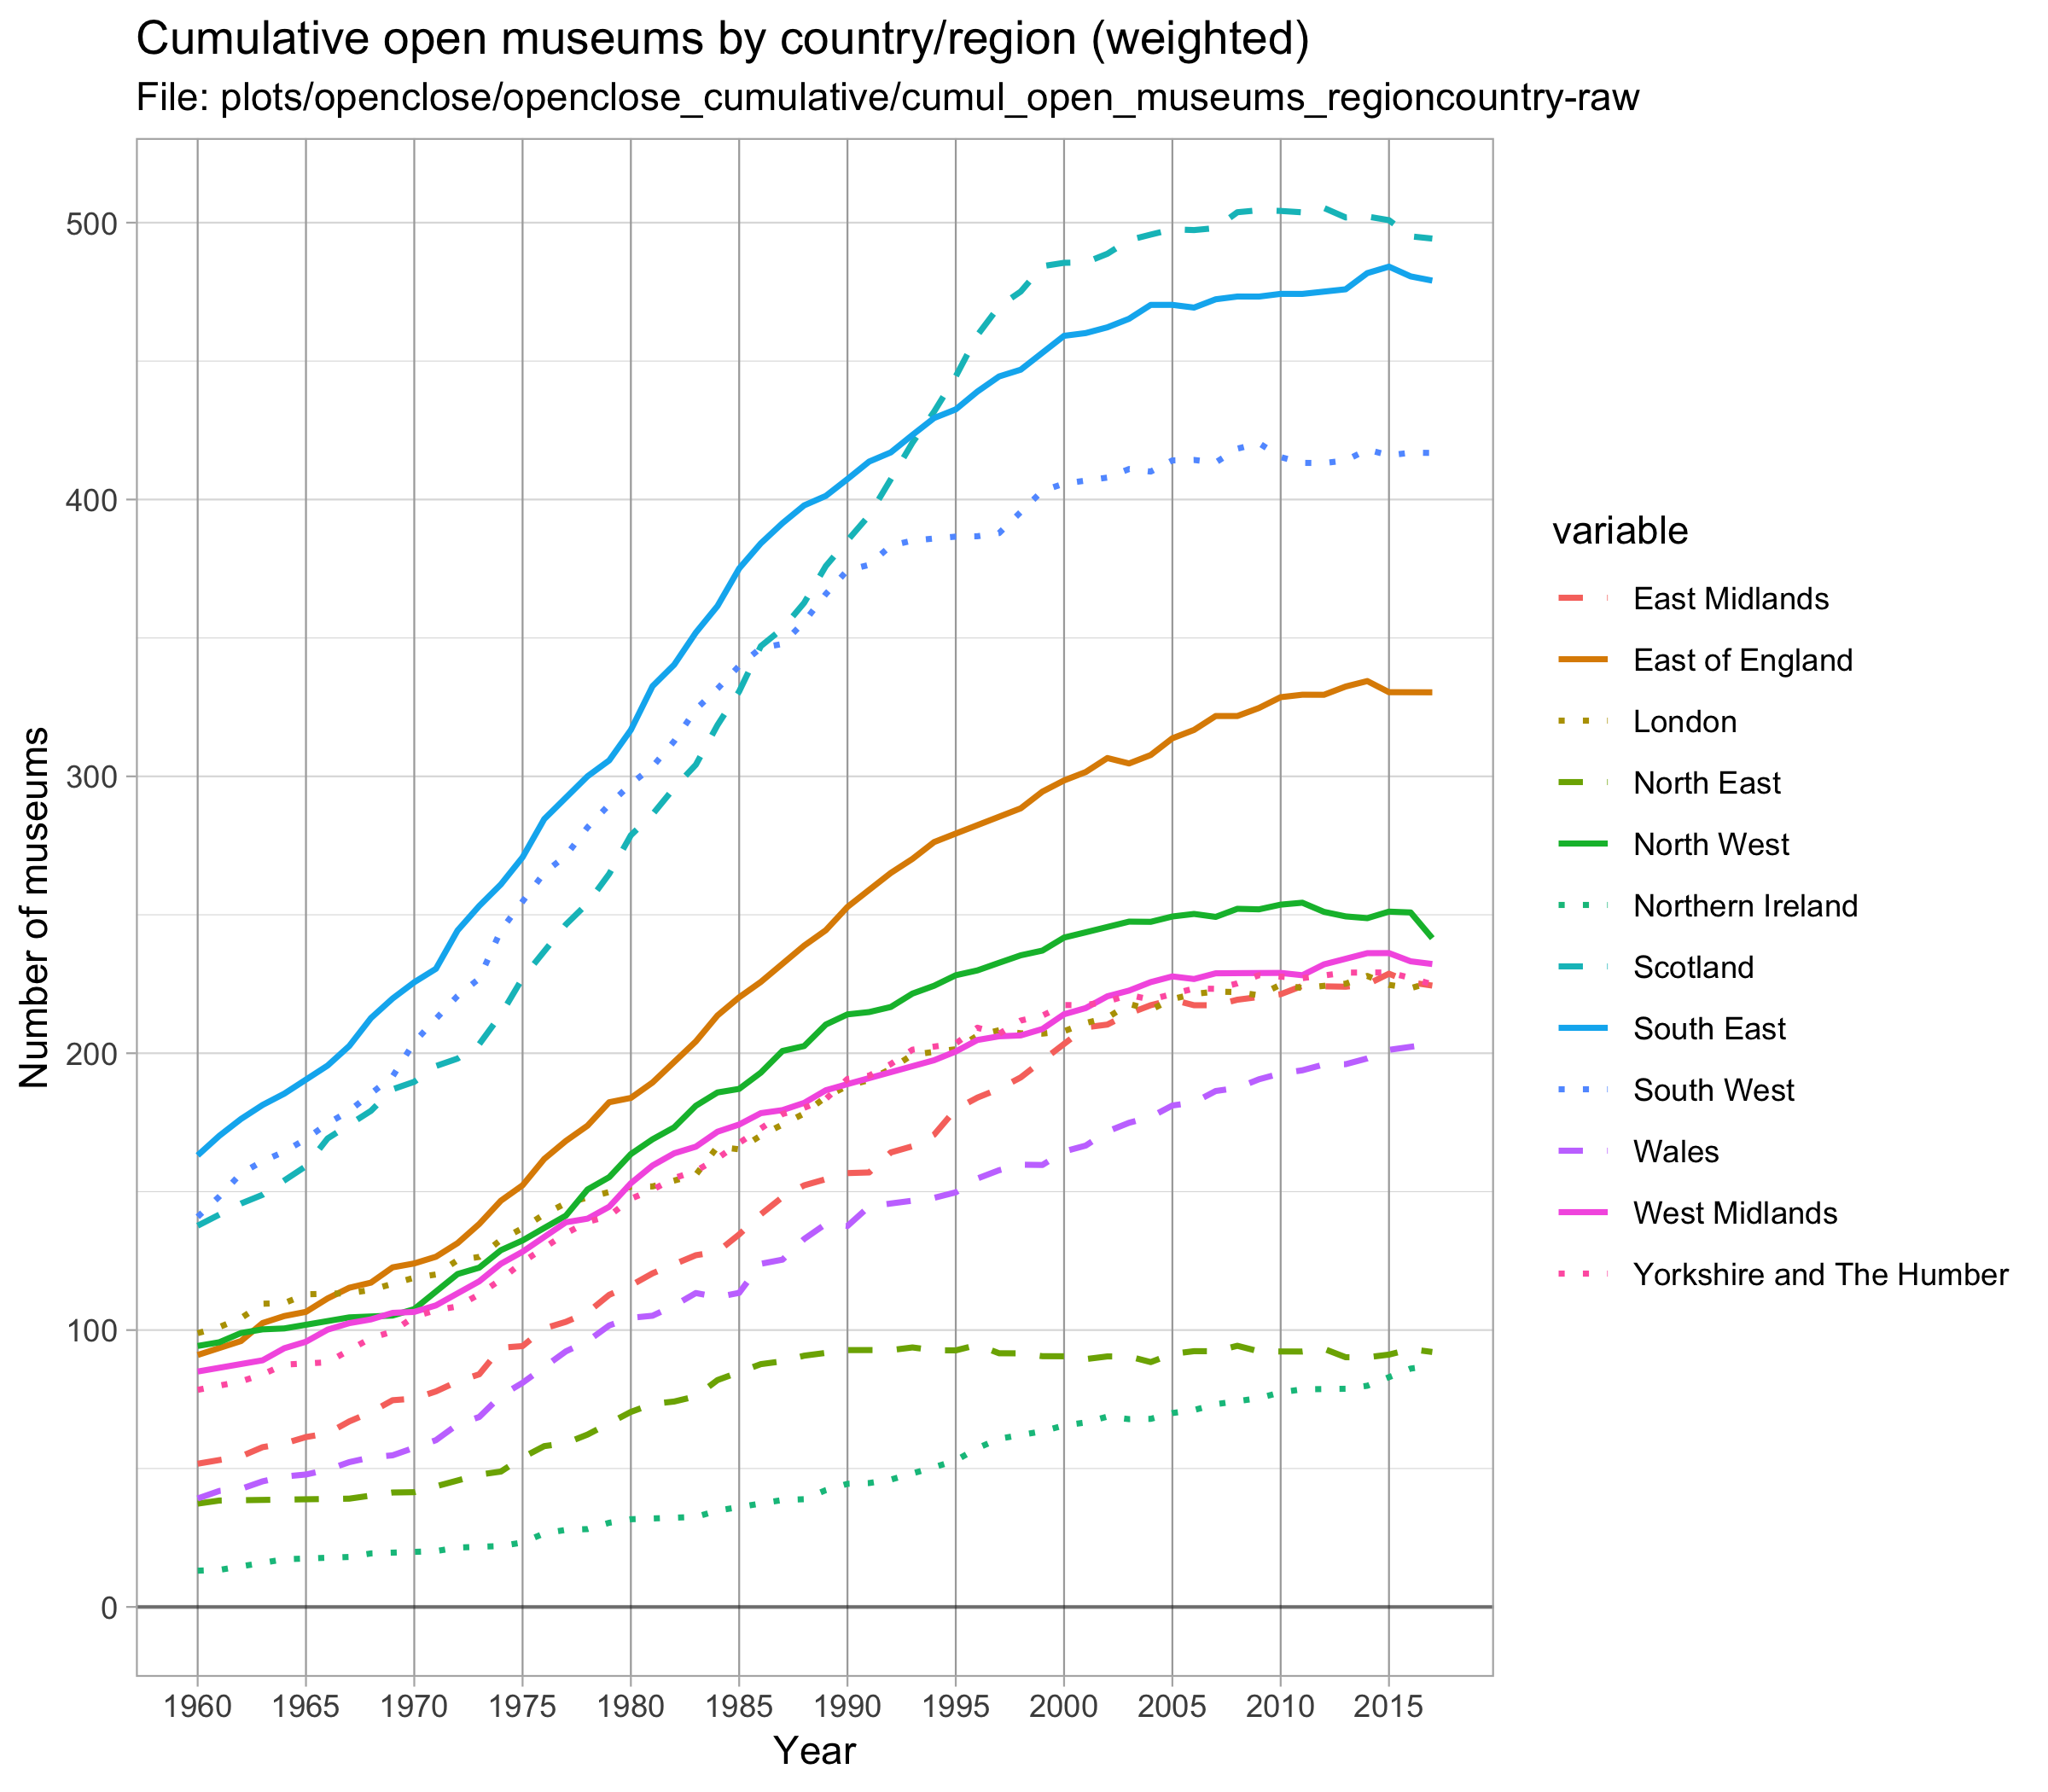 Cumulative open museums by country/region (weighted)
File: plots/openclose/openclose_cumulative/cumul_open_museums_regioncountry-raw
Number of museums
500
400
300
200
100
0
1960 1965 1970 1975 1980 1985 1990 1995 2000 2005 2010 2015
Year
variable
East Midlands
East of England
London
North East
North West
Northern Ireland
Scotland
South East
South West
Wales
West Midlands
Yorkshire and The Humber